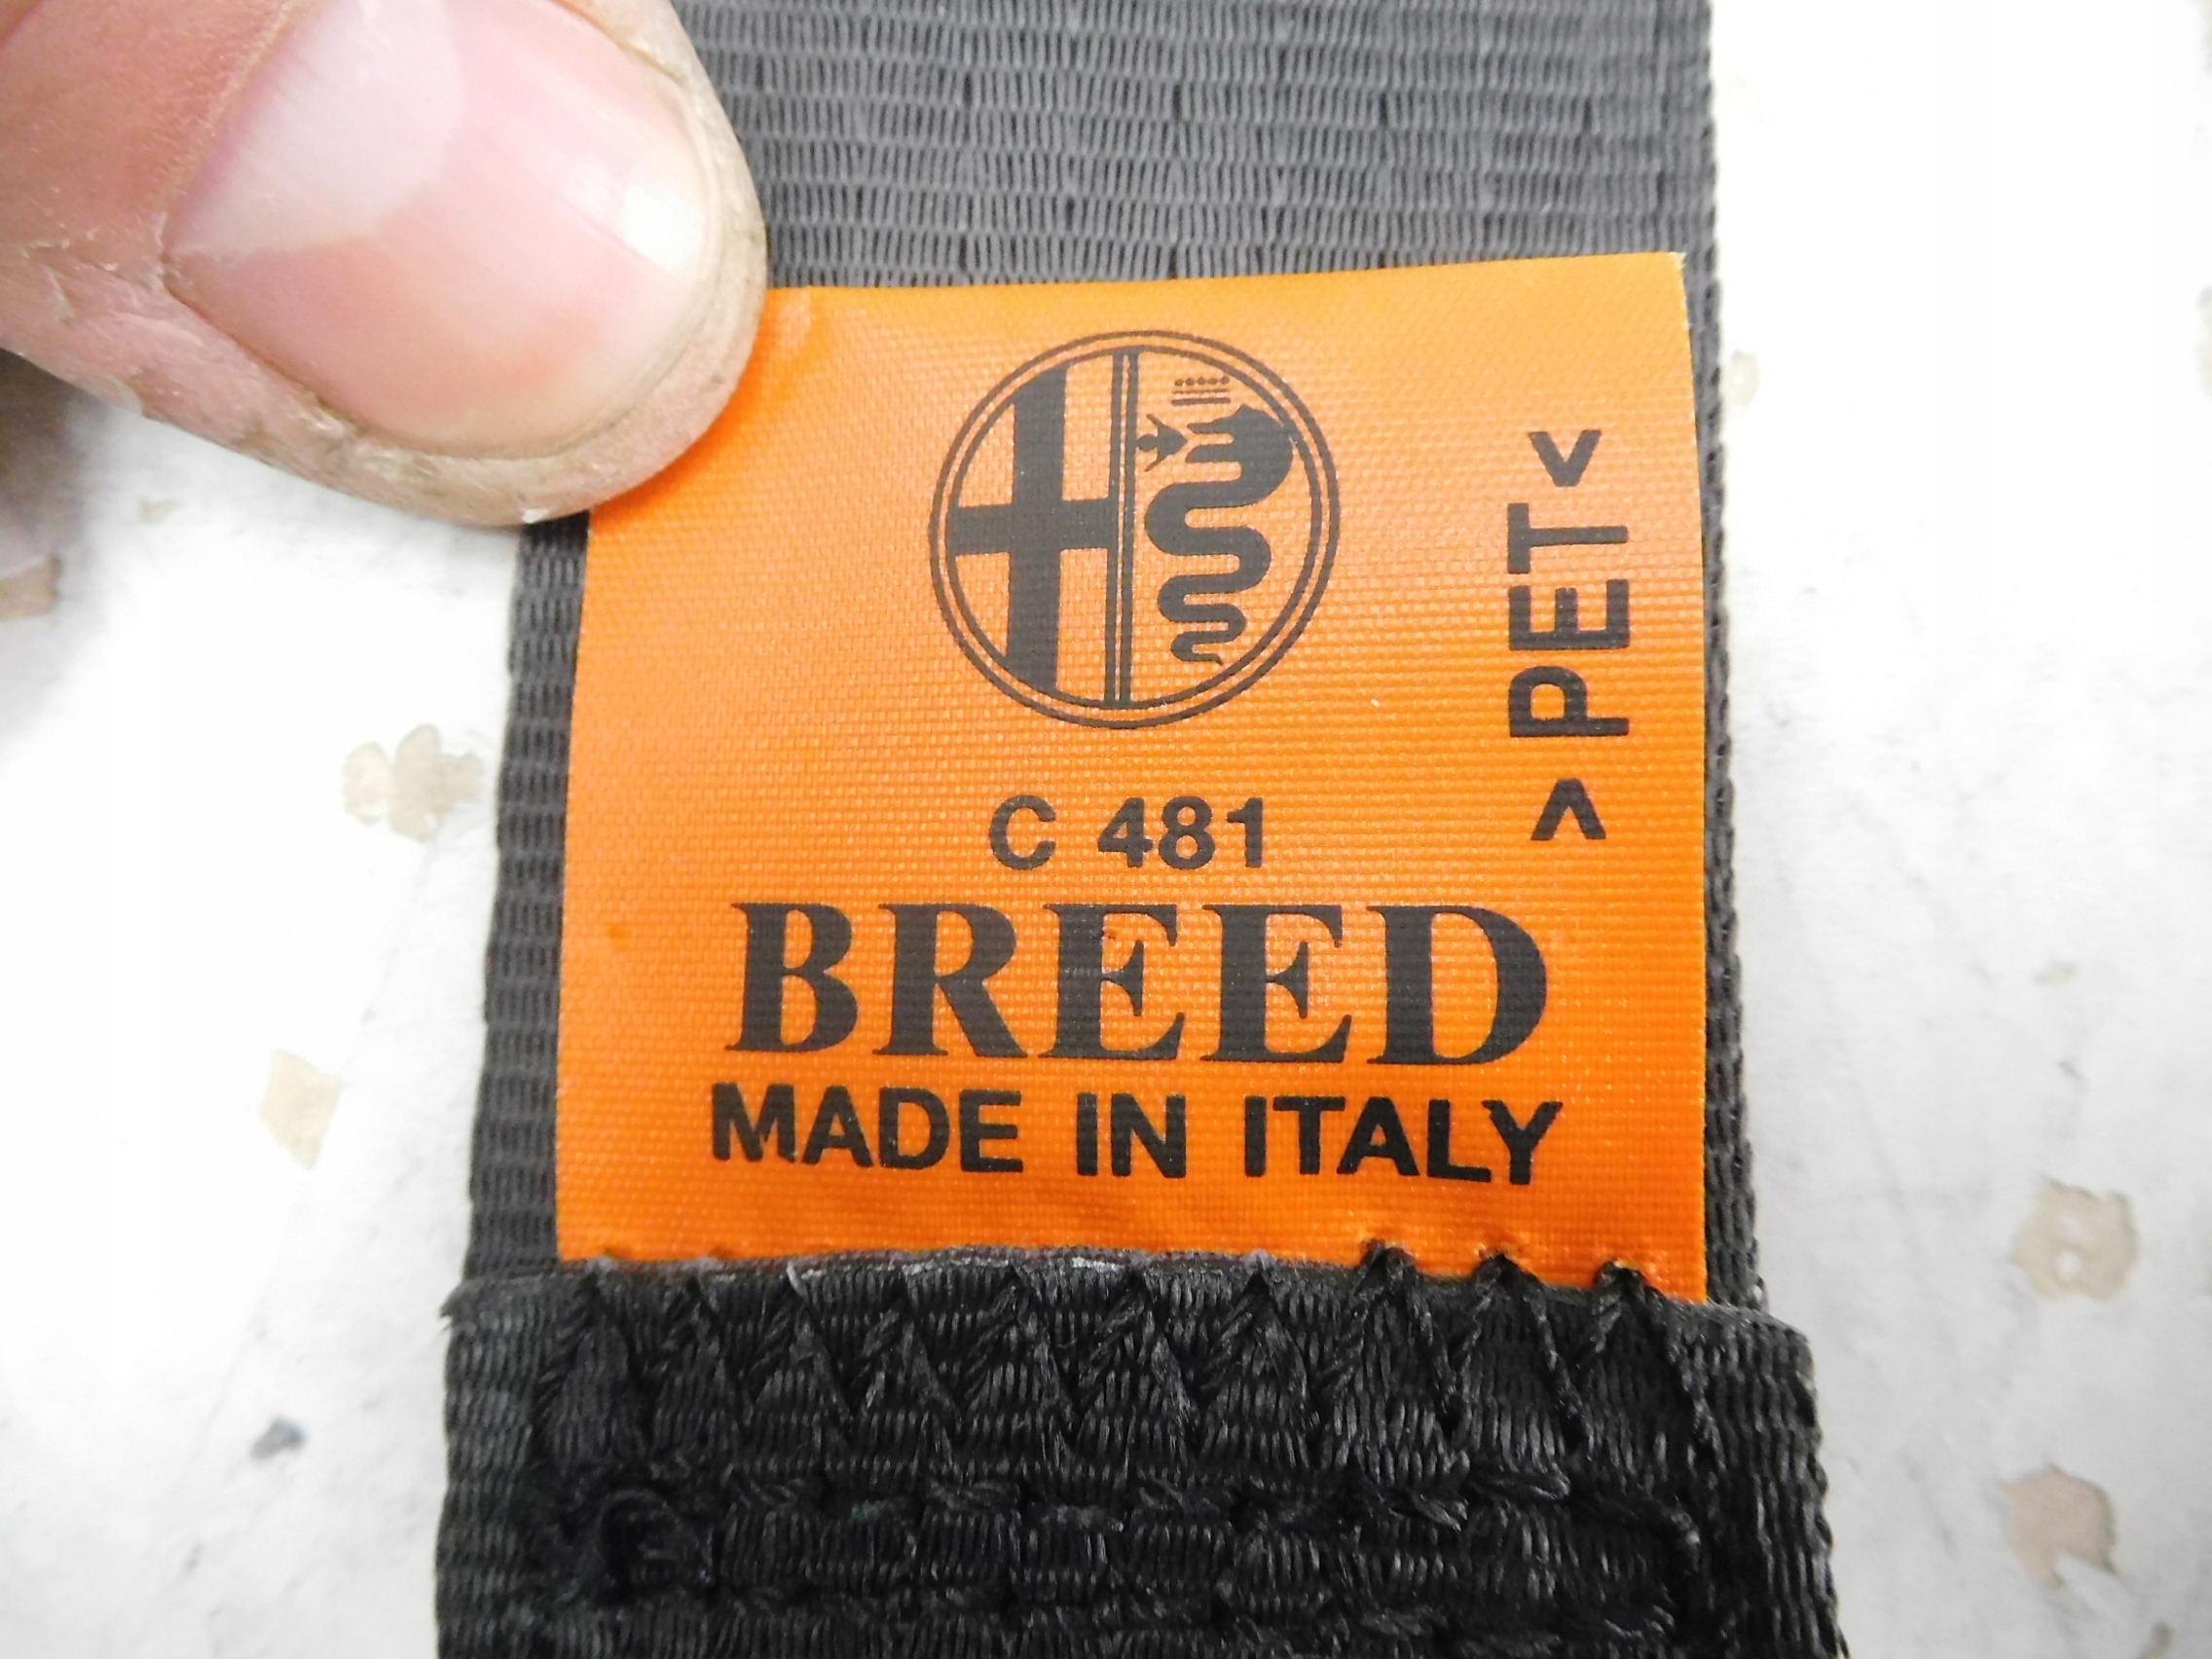 C 481
BREED
MADE IN ITALY
>PET<